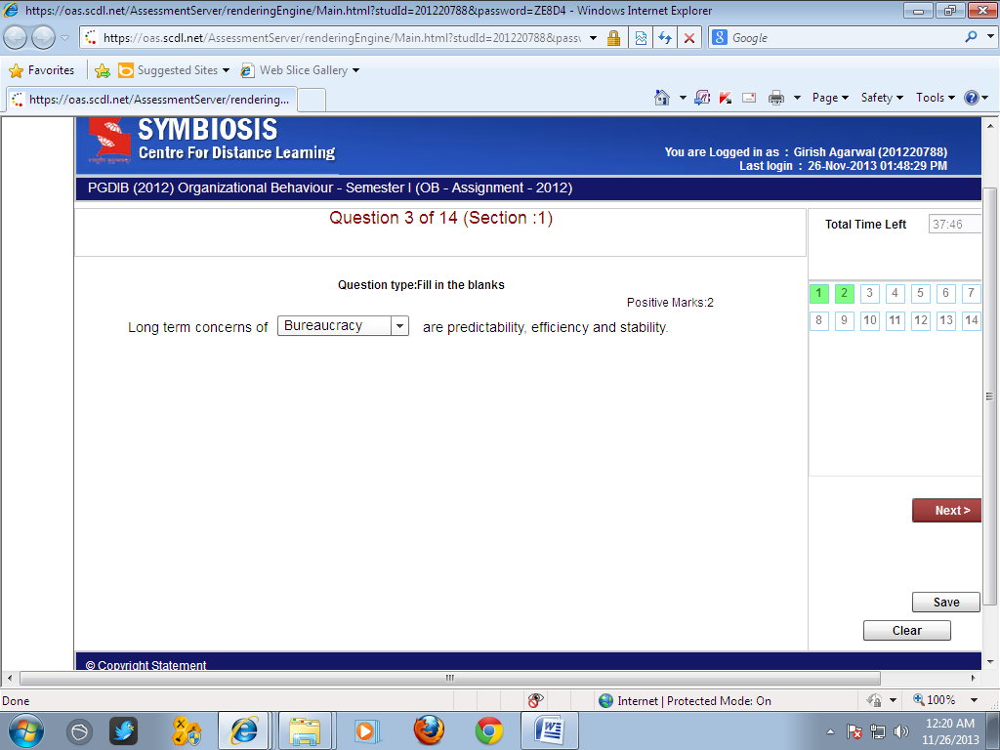 https://oas.scdl.net/AssessmentServer/renderingEngine/Main.html?studId=201220788&password=ZE8D4 - Windows Internet Explorer
https://oas.scdl.net/AssessmentServer/renderingEngine/Main.html?studId=201220788&passw
Google
Favorites Suggested Sites Web Slice Gallery
https://oas.scdl.net/AssessmentServer/rendering... Page Safety Tools
SYMBIOSIS
Centre For Distance Learning
You are Logged in as : Girish Agarwal (201220788)
Last login : 26-Nov-2013 01:48:29 PM
PGDIB (2012) Organizational Behaviour - Semester I (OB - Assignment - 2012)
Question 3 of 14 (Section :1)
Total Time Left 37:46
Question type:Fill in the blanks
Positive Marks:2
Long term concerns of Bureaucracy are predictability, efficiency and stability.
1 2 3 4 5 6 7
8 9 10 11 12 13 14
Next >
Save
Clear
© Copyright Statement
Done Internet | Protected Mode: On 100%
12:20 AM
11/26/2013